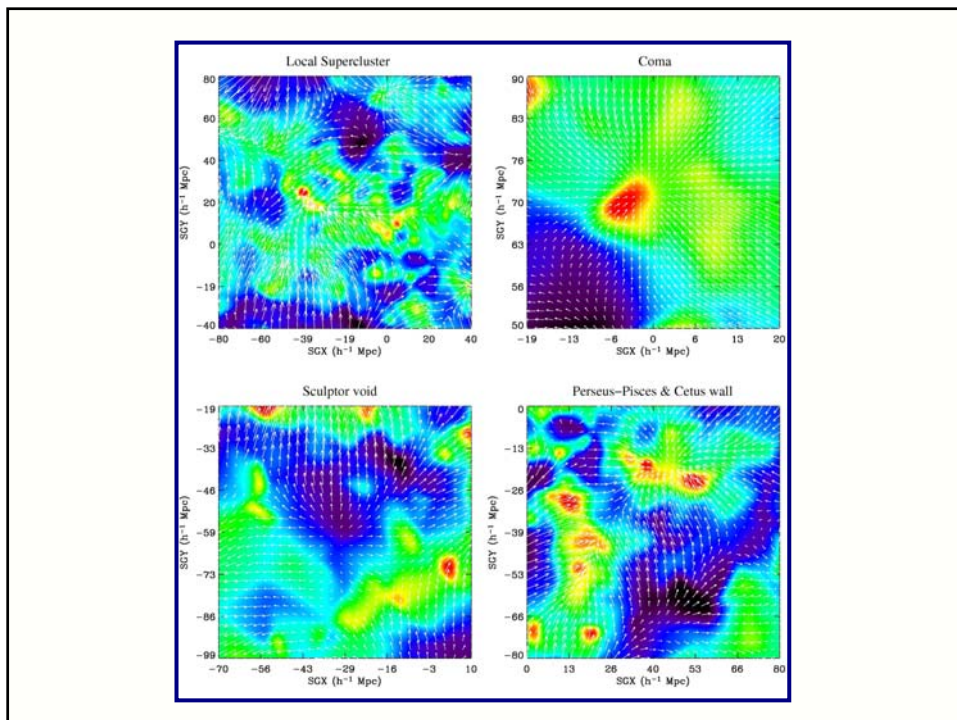 Local Supercluster
80
60
40
20
0
−19
−40
SGY (h⁻¹ Mpc)
−80 −60 −39 −19 0 20 40
SGX (h⁻¹ Mpc)
Coma
90
83
76
70
63
56
50
SGY (h⁻¹ Mpc)
−19 −13 −6 0 6 13 20
SGX (h⁻¹ Mpc)
Sculptor void
−19
−33
−46
−59
−73
−86
−99
SGY (h⁻¹ Mpc)
−70 −56 −43 −29 −16 −3 10
SGX (h⁻¹ Mpc)
Perseus−Pisces & Cetus wall
0
−13
−26
−39
−53
−66
−80
SGY (h⁻¹ Mpc)
0 13 26 40 53 66 80
SGX (h⁻¹ Mpc)